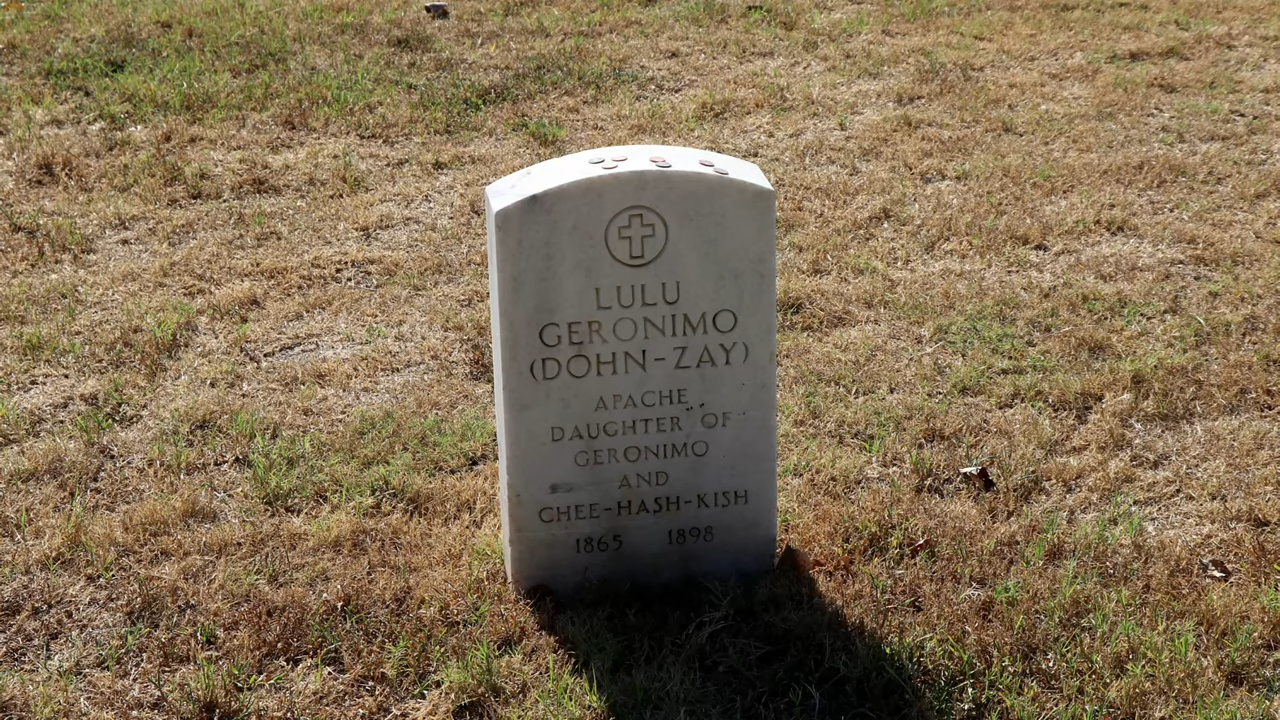 LULU
GERONIMO
(DOHN-ZAY)
APACHE
DAUGHTER OF
GERONIMO
AND
CHEE-HASH-KISH
1865 1898